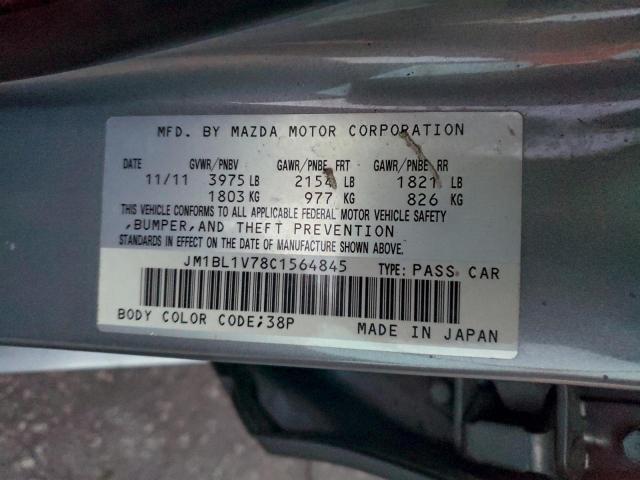 MFD. BY MAZDA MOTOR CORPORATION
DATE GVWR/PNBV GAWR/PNBE FRT GAWR/PNBE RR
11/11 3975 LB 2154 LB 1821 LB
1803 KG 977 KG 826 KG
THIS VEHICLE CONFORMS TO ALL APPLICABLE FEDERAL MOTOR VEHICLE SAFETY
,BUMPER,AND THEFT PREVENTION
STANDARDS IN EFFECT ON THE DATE OF MANUFACTURE SHOWN ABOVE.
JM1BL1V78C1564845 TYPE: PASS CAR
BODY COLOR CODE;38P MADE IN JAPAN